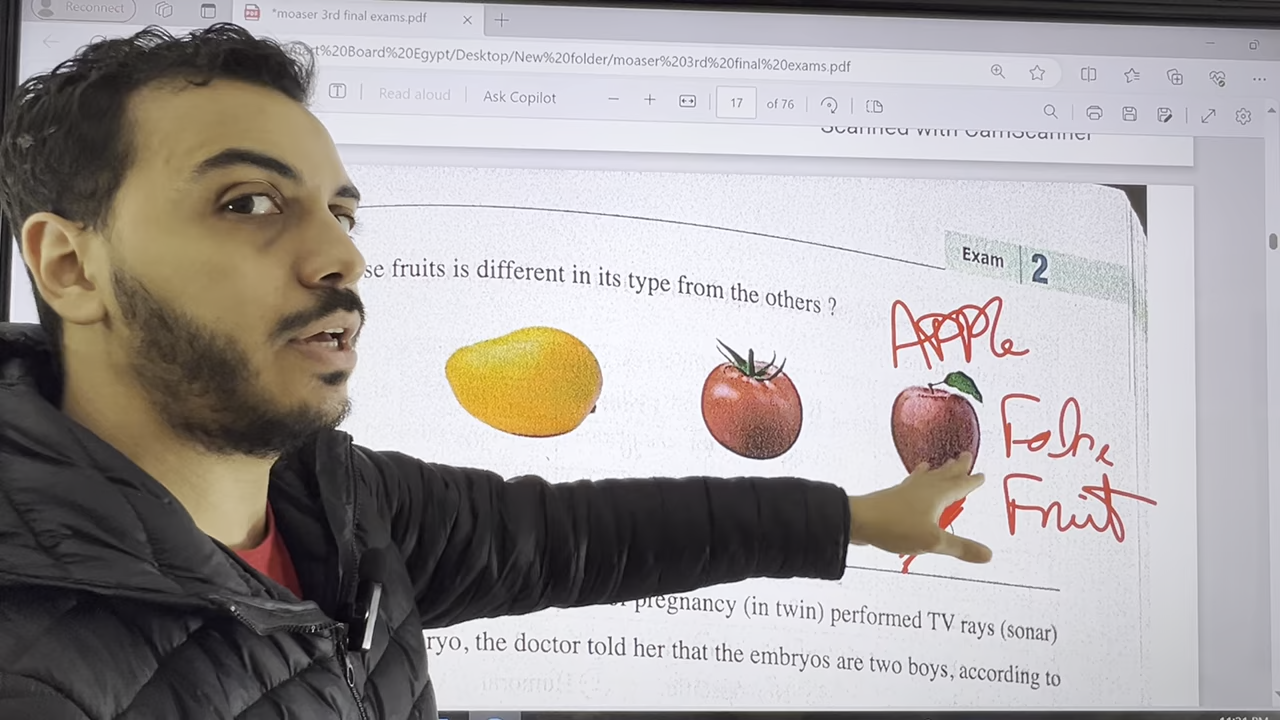 Reconnect
*moaser 3rd final exams.pdf
rt%20Board%20Egypt/Desktop/New%20folder/moaser%203rd%20final%20exams.pdf
Read aloud
Ask Copilot
17 of 76
Scanned with CamScanner
Exam 2
se fruits is different in its type from the others ?
Apple
False
Fruit
pregnancy (in twin) performed TV rays (sonar)
ryo, the doctor told her that the embryos are two boys, according to